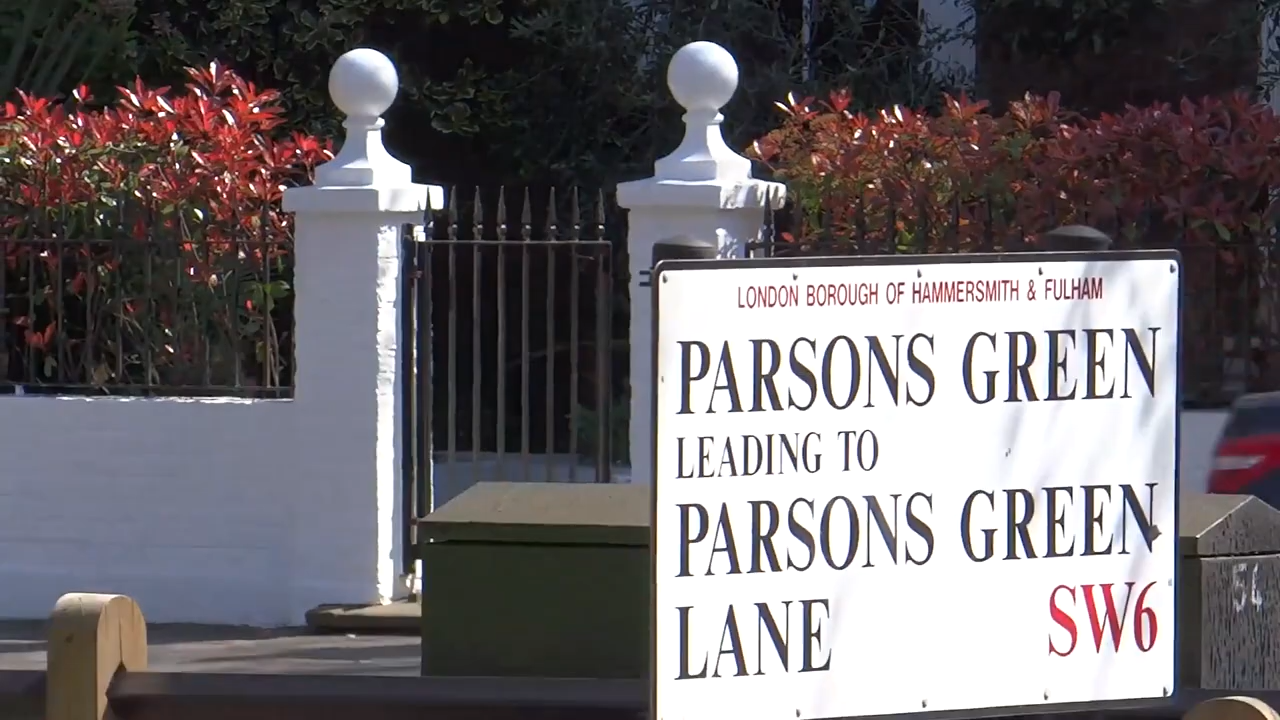 LONDON BOROUGH OF HAMMERSMITH & FULHAM
PARSONS GREEN
LEADING TO
PARSONS GREEN
LANE SW6